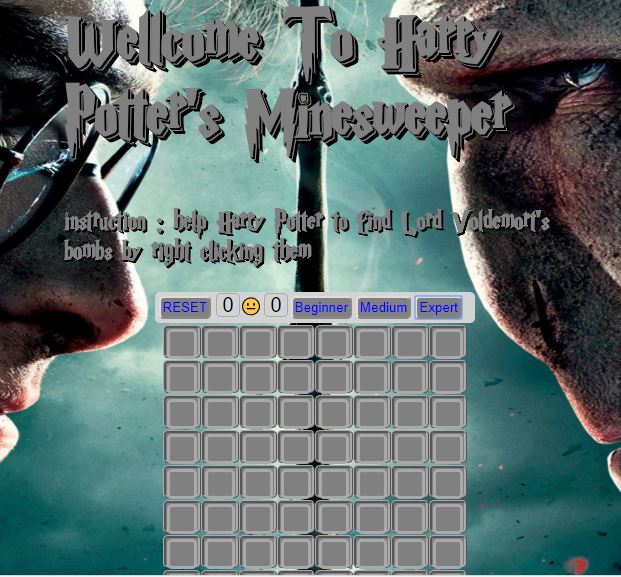 Wellcome To Harry
Potter's Minesweeper
instruction : help Harry Potter to find Lord Voldemort's
bombs by right clicking them
RESET 0 0 Beginner Medium Expert